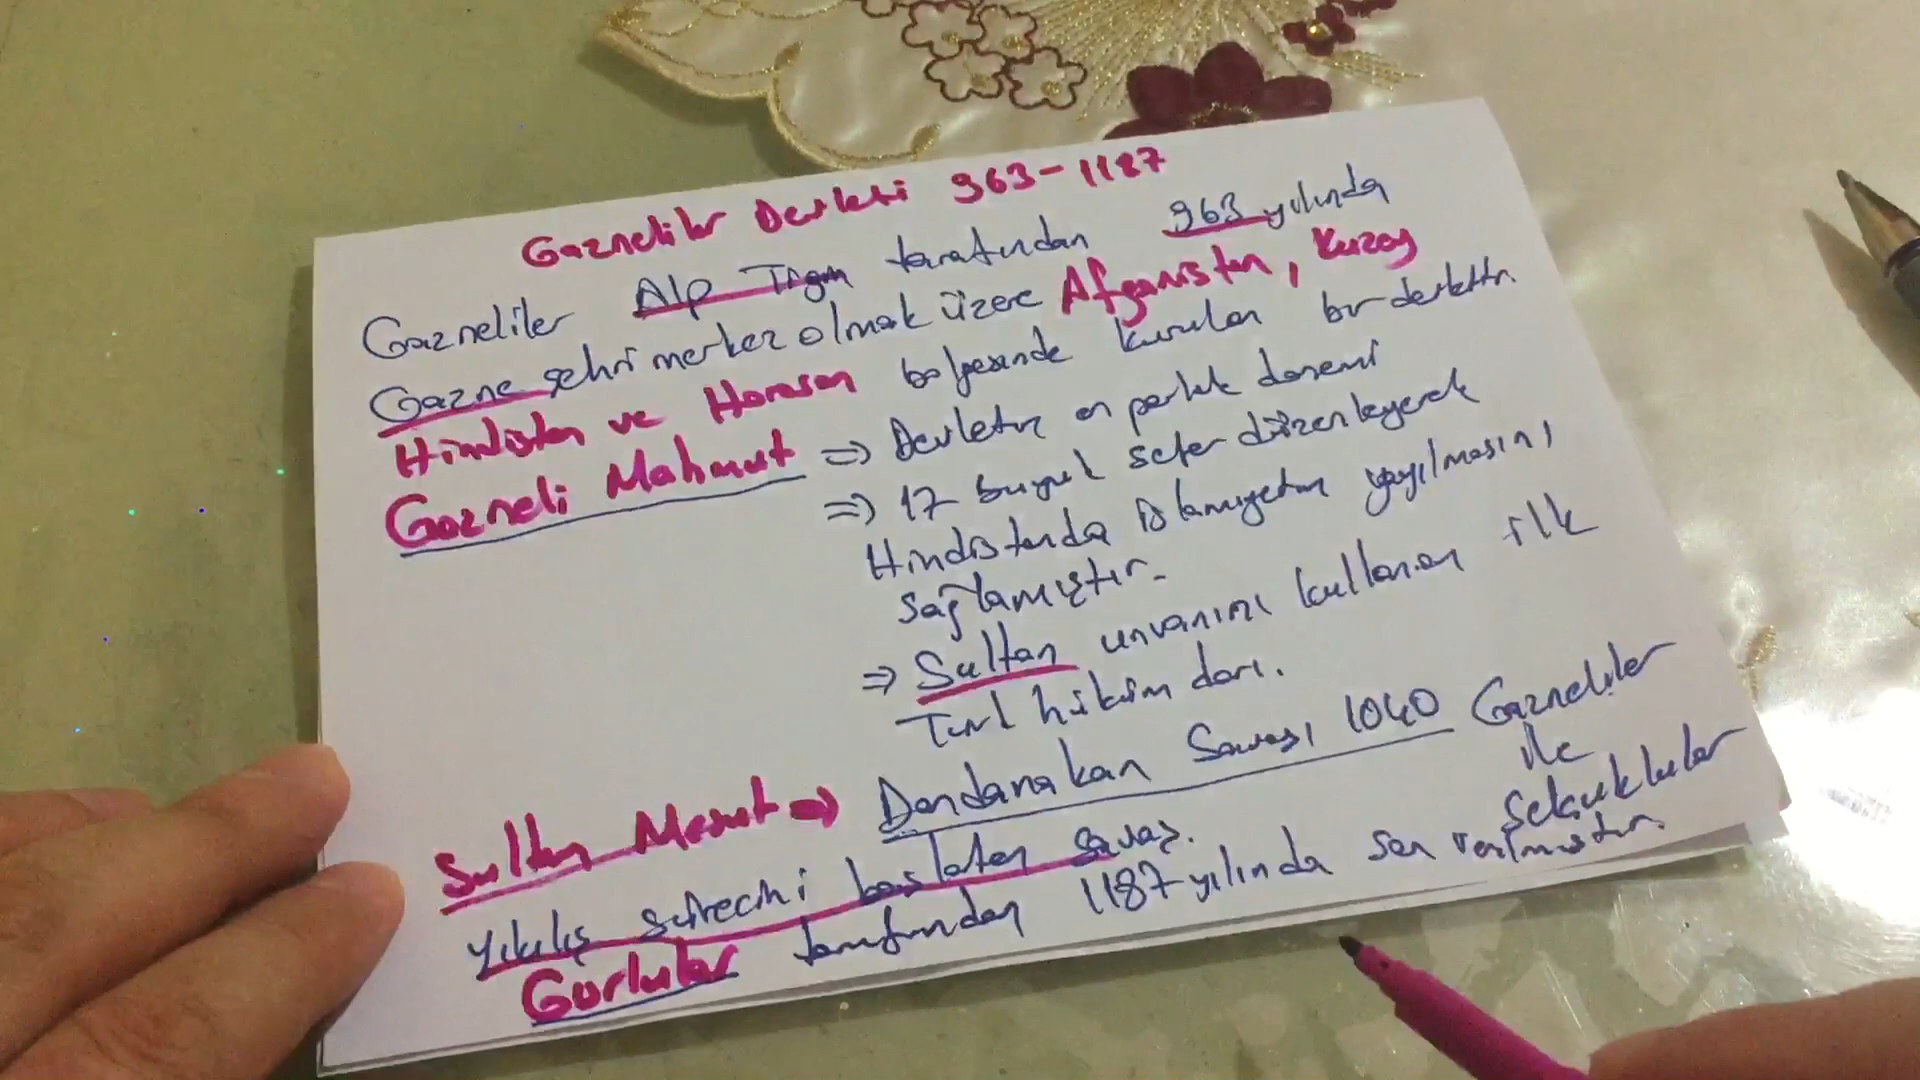 Gazneliler Devleti 963-1187
Gazneliler Alp Tigin tarafından 963 yılında
Gazne şehri merkez olmak üzere Afganistan, Kuzey
Hindistan ve Horasan bölgesinde kurulan bir devlettir.
Gazneli Mahmut => Devletin en parlak dönemi
=> 17 büyük sefer düzenleyerek
Hindistanda islamiyetin yayılmasını
sağlamıştır.
=> Sultan unvanını kullanan ilk
Türk hükümdarı.
Sultan Mesut => Dandanakan Savaşı 1040 Gazneliler
ile
Selçuklular
yıkılış sürecini başlatan savaş.
Gurlular tarafından 1187 yılında son verilmiştir.